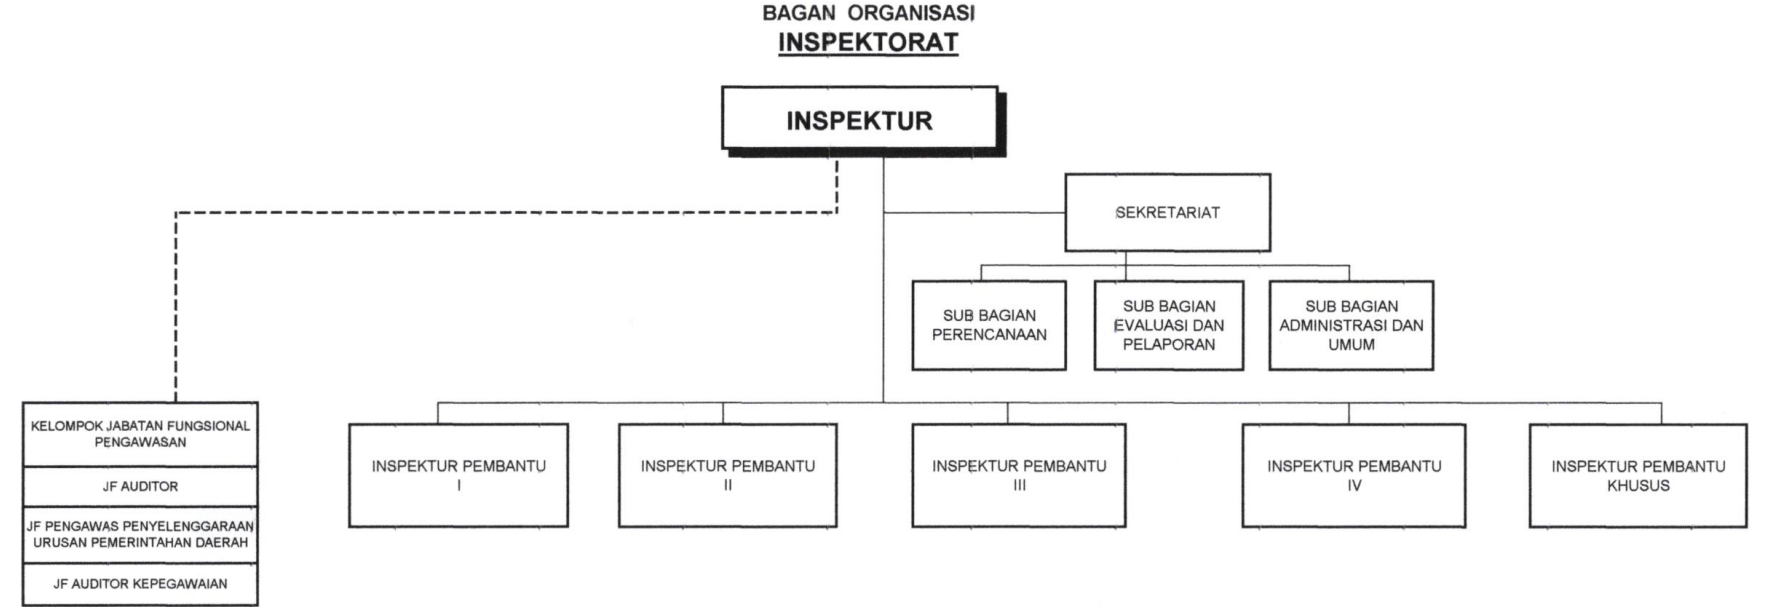 BAGAN ORGANISASI
INSPEKTORAT
INSPEKTUR
SEKRETARIAT
SUB BAGIAN
PERENCANAAN
SUB BAGIAN
EVALUASI DAN
PELAPORAN
SUB BAGIAN
ADMINISTRASI DAN
UMUM
KELOMPOK JABATAN FUNGSIONAL
PENGAWASAN
JF AUDITOR
JF PENGAWAS PENYELENGGARAAN
URUSAN PEMERINTAHAN DAERAH
JF AUDITOR KEPEGAWAIAN
INSPEKTUR PEMBANTU
I
INSPEKTUR PEMBANTU
II
INSPEKTUR PEMBANTU
III
INSPEKTUR PEMBANTU
IV
INSPEKTUR PEMBANTU
KHUSUS